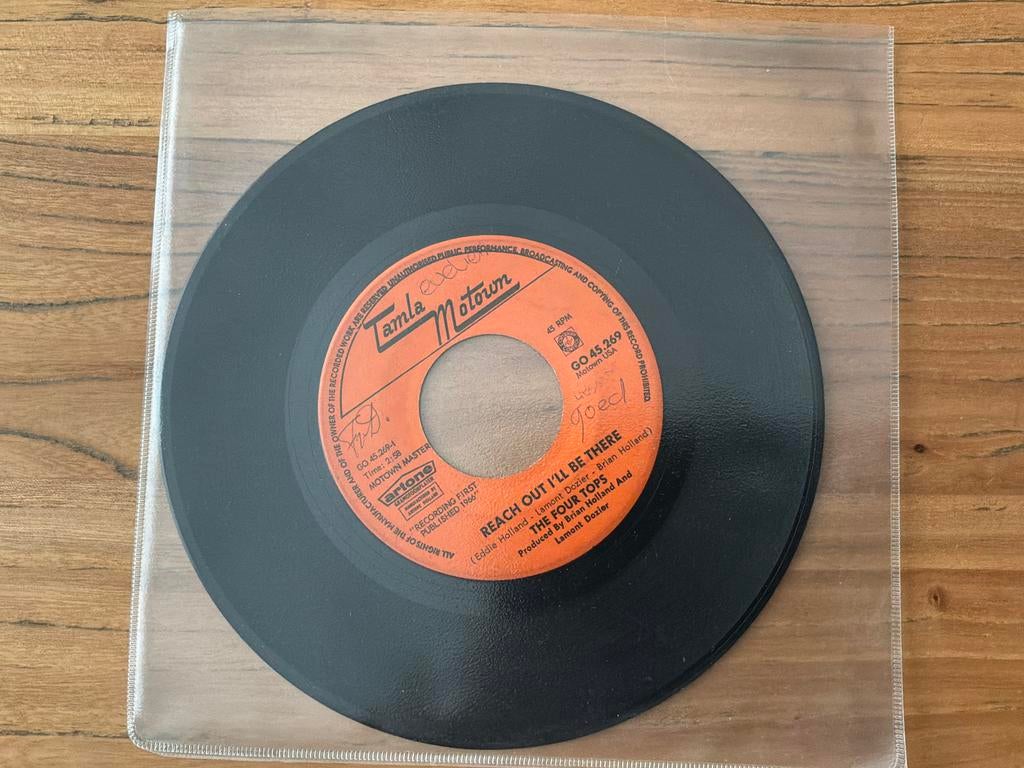 ALL RIGHTS OF THE MANUFACTURER AND OF THE OWNER OF THE RECORDED WORK ARE RESERVED. UNAUTHORISED PUBLIC PERFORMANCE, BROADCASTING AND COPYING OF THIS RECORD PROHIBITED.
Tamla
Motown
45 RPM
GO 45.269
Motown USA
goed
GO 45.269-1
Time: 2:58
MOTOWN MASTER
artone
"RECORDING FIRST
PUBLISHED 1966"
REACH OUT I'LL BE THERE
(Eddie Holland - Lamont Dozier - Brian Holland)
THE FOUR TOPS
Produced By Brian Holland And
Lamont Dozier